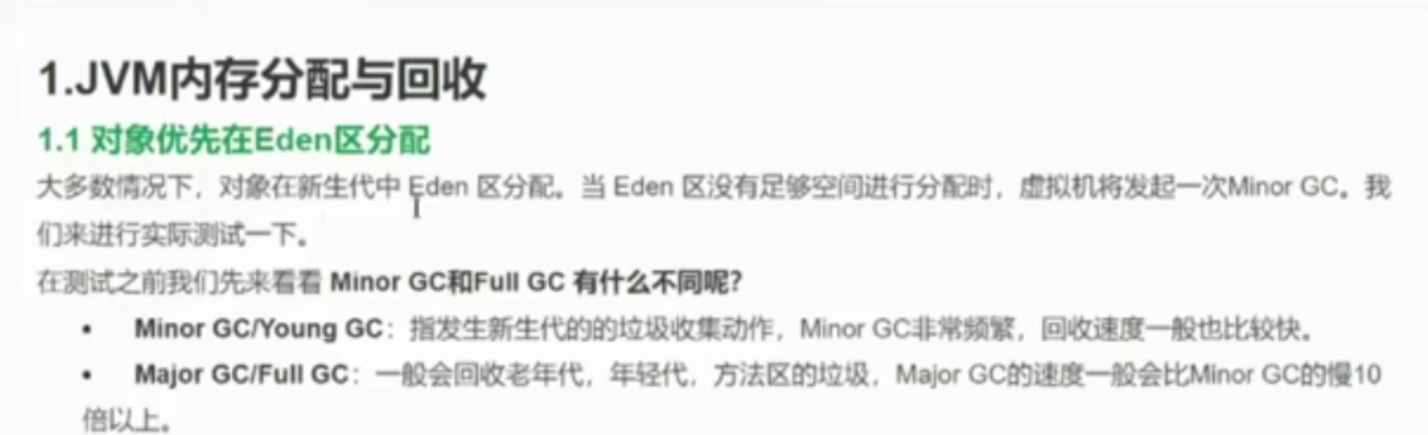 1.JVM内存分配与回收
1.1 对象优先在Eden区分配
大多数情况下，对象在新生代中 Eden 区分配。当 Eden 区没有足够空间进行分配时，虚拟机将发起一次Minor GC。我
们来进行实际测试一下。
在测试之前我们先来看看 Minor GC和Full GC 有什么不同呢？
• Minor GC/Young GC：指发生新生代的的垃圾收集动作，Minor GC非常频繁，回收速度一般也比较快。
• Major GC/Full GC：一般会回收老年代，年轻代，方法区的垃圾，Major GC的速度一般会比Minor GC的慢10
倍以上。